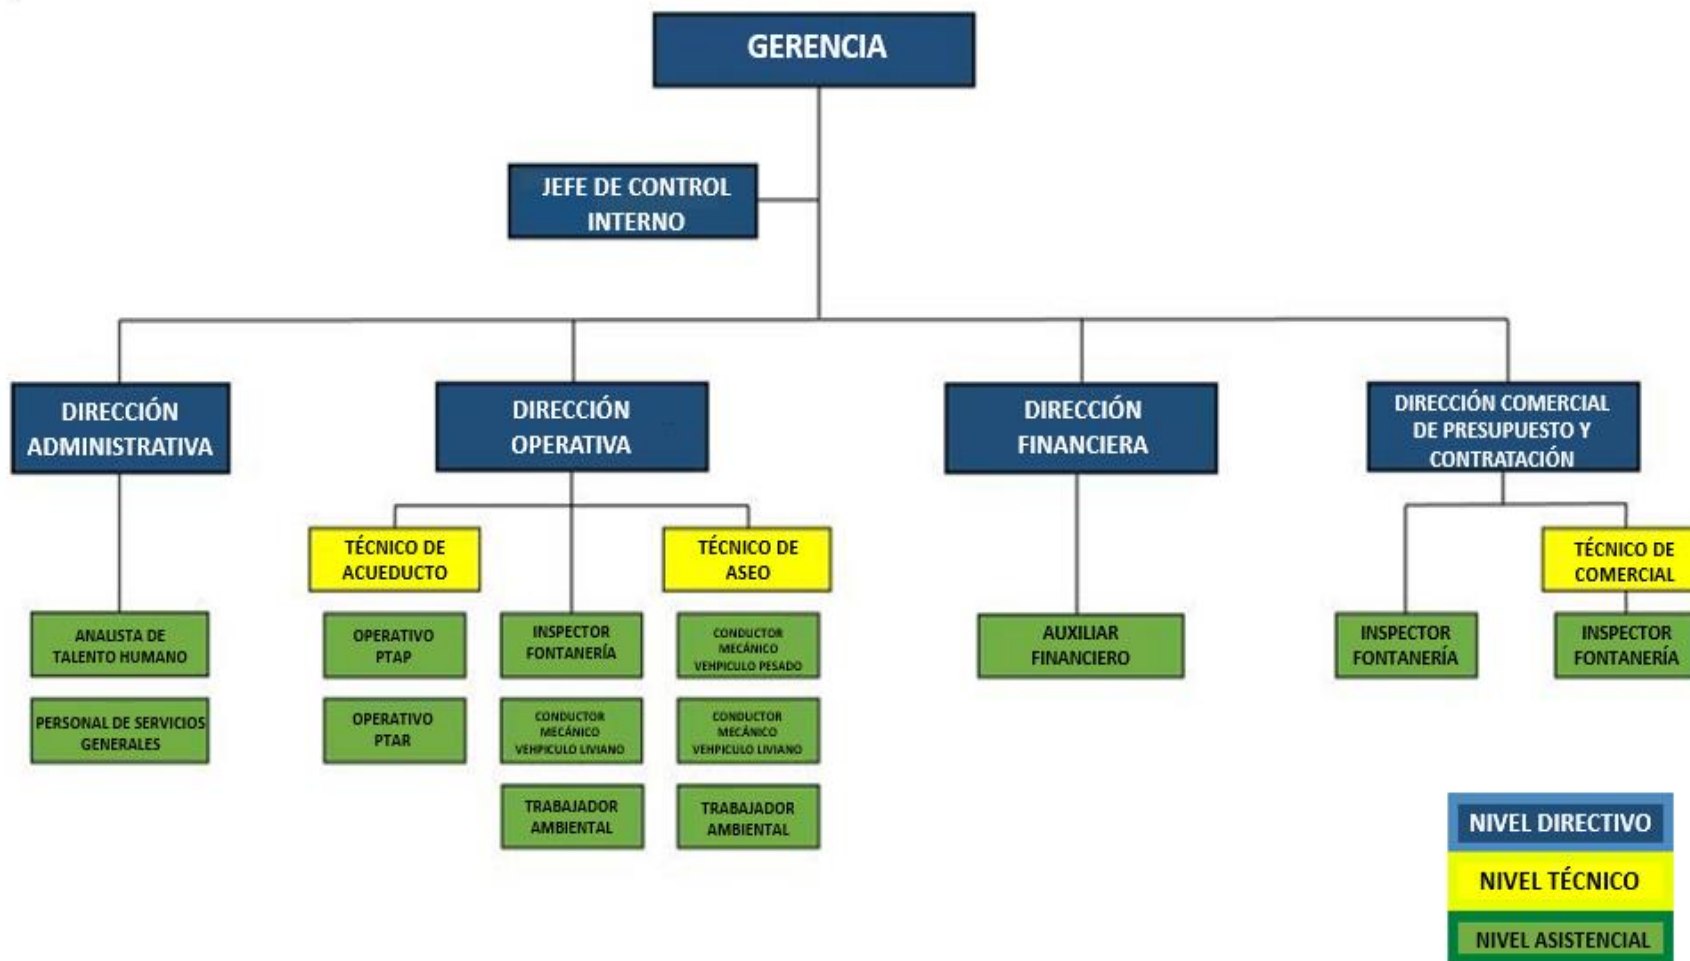 GERENCIA
JEFE DE CONTROL
INTERNO
DIRECCIÓN
ADMINISTRATIVA
DIRECCIÓN
OPERATIVA
DIRECCIÓN
FINANCIERA
DIRECCIÓN COMERCIAL
DE PRESUPUESTO Y
CONTRATACIÓN
TÉCNICO DE
ACUEDUCTO
TÉCNICO DE
ASEO
TÉCNICO DE
COMERCIAL
ANALISTA DE
TALENTO HUMANO
OPERATIVO
PTAP
INSPECTOR
FONTANERÍA
CONDUCTOR
MECÁNICO
VEHPICULO PESADO
AUXILIAR
FINANCIERO
INSPECTOR
FONTANERÍA
INSPECTOR
FONTANERÍA
PERSONAL DE SERVICIOS
GENERALES
OPERATIVO
PTAR
CONDUCTOR
MECÁNICO
VEHPICULO LIVIANO
CONDUCTOR
MECÁNICO
VEHPICULO LIVIANO
TRABAJADOR
AMBIENTAL
TRABAJADOR
AMBIENTAL
NIVEL DIRECTIVO
NIVEL TÉCNICO
NIVEL ASISTENCIAL